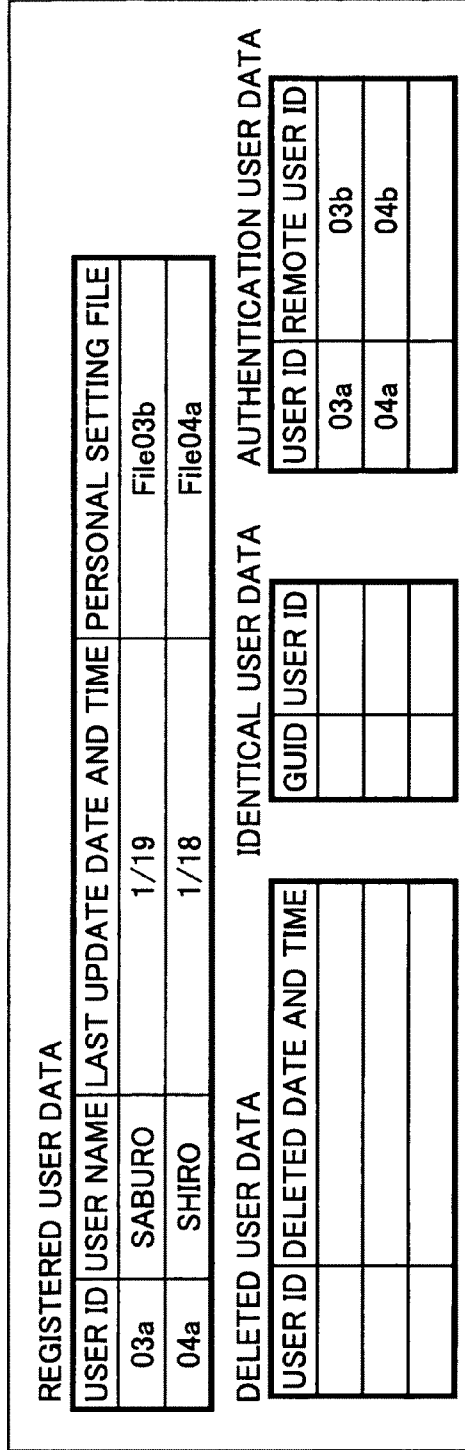 REGISTERED USER DATA
USER ID USER NAME LAST UPDATE DATE AND TIME PERSONAL SETTING FILE
03a SABURO 1/19 File03b
04a SHIRO 1/18 File04a
DELETED USER DATA
USER ID DELETED DATE AND TIME
IDENTICAL USER DATA
GUID USER ID
AUTHENTICATION USER DATA
USER ID REMOTE USER ID
03a 03b
04a 04b